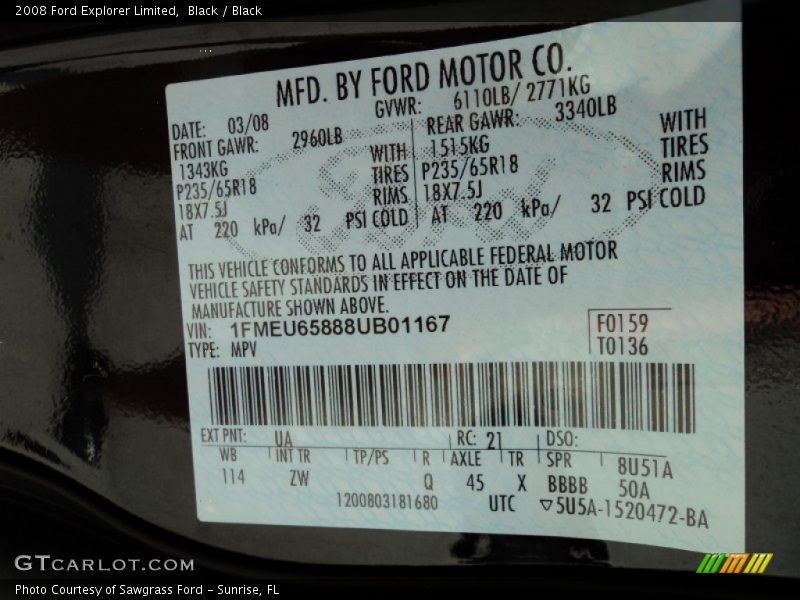 2008 Ford Explorer Limited, Black / Black
MFD. BY FORD MOTOR CO.
DATE: 03/08 GVWR: 6110LB/ 2771KG
FRONT GAWR: 2960LB REAR GAWR: 3340LB
1343KG WITH 1515KG WITH
P235/65R18 TIRES P235/65R18 TIRES
18X7.5J RIMS 18X7.5J RIMS
AT 220 kPa/ 32 PSI COLD AT 220 kPa/ 32 PSI COLD
THIS VEHICLE CONFORMS TO ALL APPLICABLE FEDERAL MOTOR
VEHICLE SAFETY STANDARDS IN EFFECT ON THE DATE OF
MANUFACTURE SHOWN ABOVE.
VIN: 1FMEU65888UB01167 F0159
TYPE: MPV T0136
EXT PNT: UA RC: 21 DSO:
WB INT TR TP/PS R AXLE TR SPR 8U51A
114 ZW Q 45 X BBBB 50A
1200803181680 UTC ▽5U5A-1520472-BA
GTCARLOT.COM
Photo Courtesy of Sawgrass Ford - Sunrise, FL